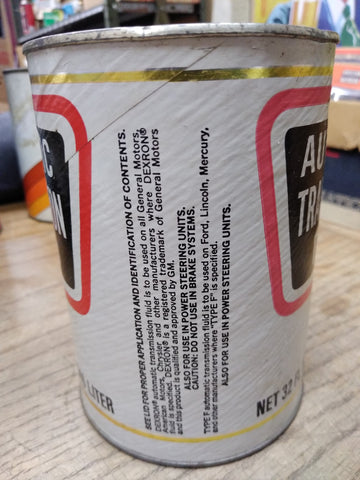 C
ON
LITER
SEE LID FOR PROPER APPLICATION AND IDENTIFICATION OF CONTENTS.
DEXRON® automatic transmission fluid is to be used on all General Motors,
American Motors, Chrysler and other manufacturers where DEXRON®
fluid is specified. DEXRON® is a registered trademark of General Motors
and this product is qualified and approved by GM.
ALSO FOR USE IN POWER STEERING UNITS.
CAUTION: DO NOT USE IN BRAKE SYSTEMS.
TYPE F automatic transmission fluid is to be used on Ford, Lincoln, Mercury,
and other manufacturers where "TYPE F" is specified.
ALSO FOR USE IN POWER STEERING UNITS.
AU
TR
NET 32 F